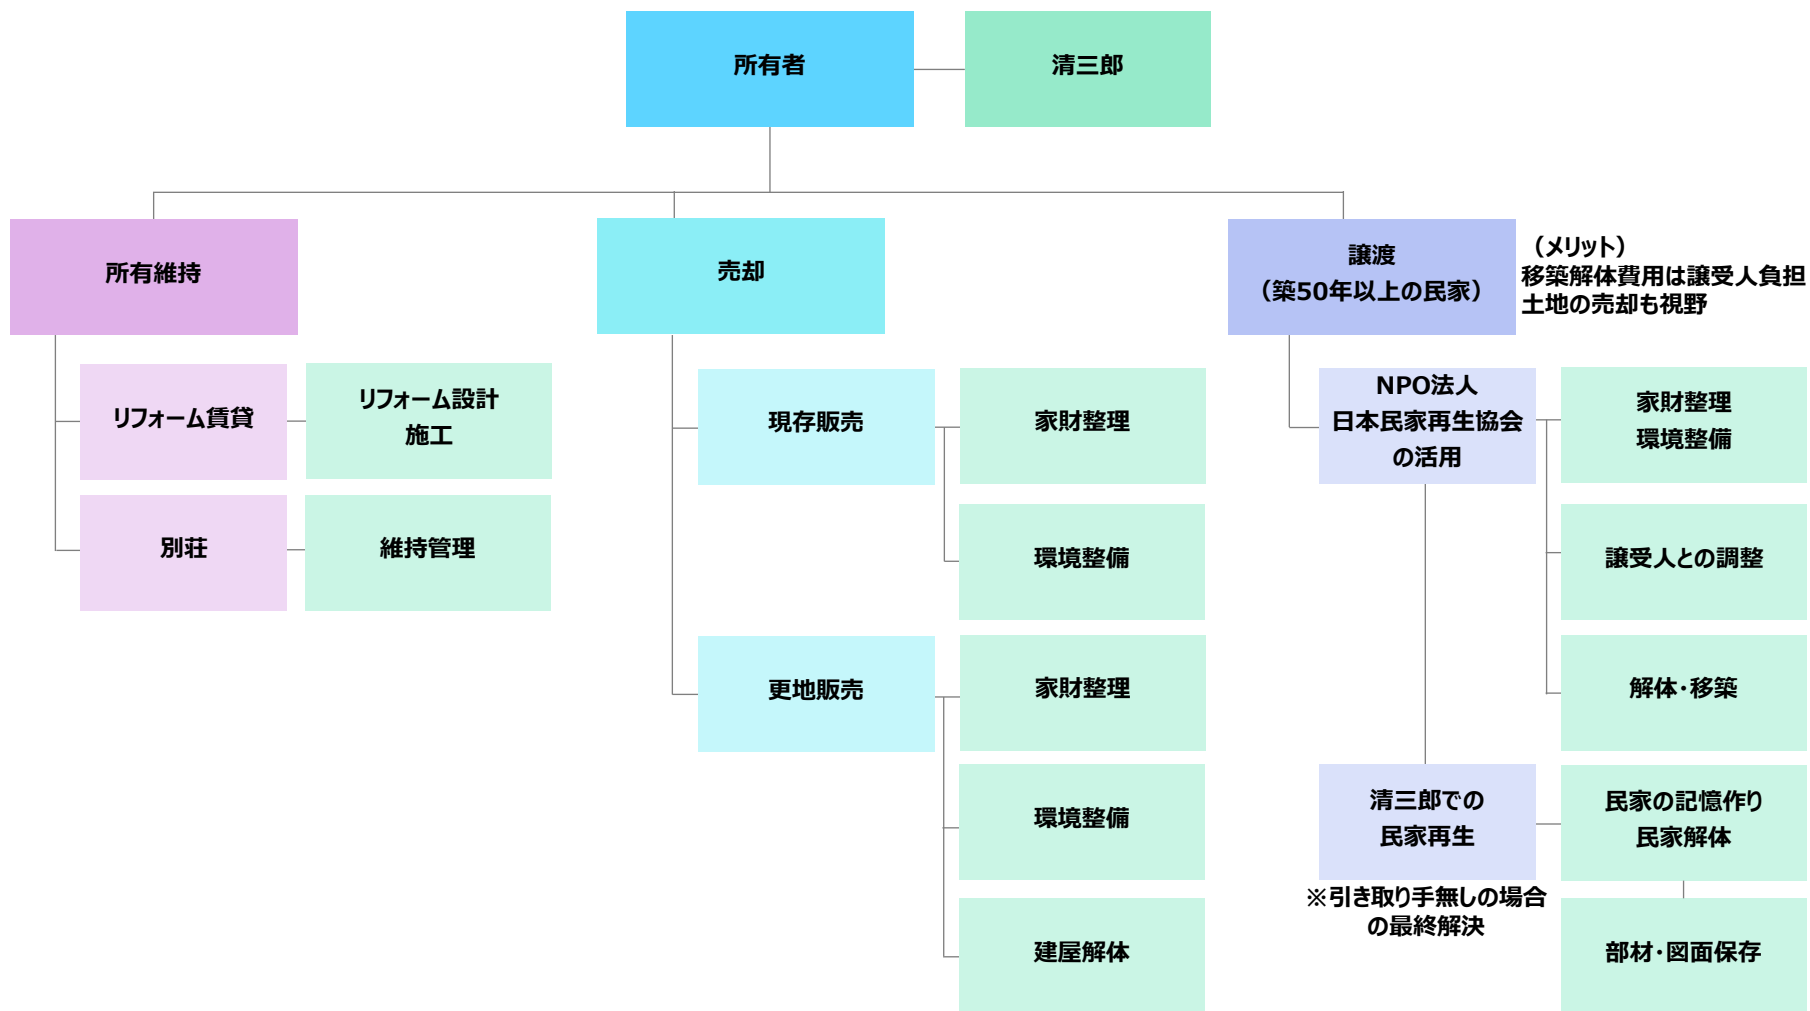 所有者
清三郎
所有維持
売却
譲渡
（築50年以上の民家）
（メリット）
移築解体費用は譲受人負担
土地の売却も視野
リフォーム賃貸
リフォーム設計
施工
別荘
維持管理
現存販売
家財整理
環境整備
更地販売
家財整理
環境整備
建屋解体
NPO法人
日本民家再生協会
の活用
家財整理
環境整備
譲受人との調整
解体・移築
清三郎での
民家再生
※引き取り手無しの場合
の最終解決
民家の記憶作り
民家解体
部材・図面保存